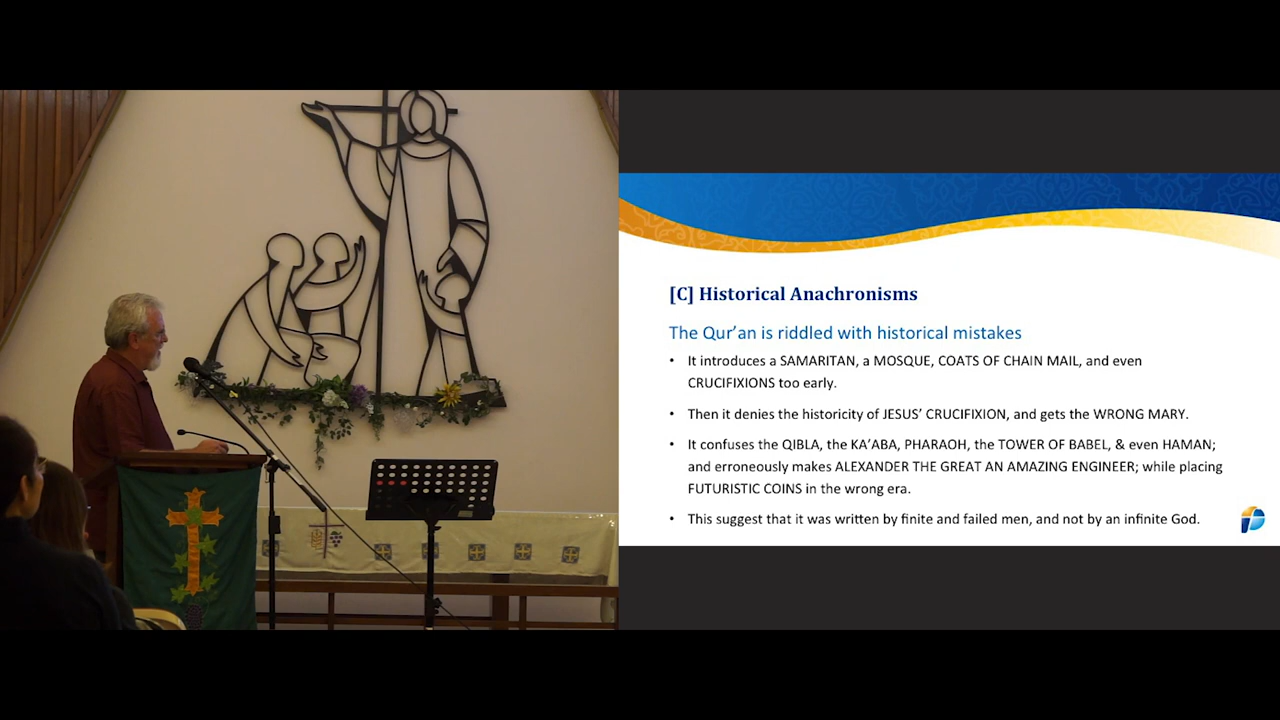 [C] Historical Anachronisms
The Qur’an is riddled with historical mistakes
• It introduces a SAMARITAN, a MOSQUE, COATS OF CHAIN MAIL, and even
CRUCIFIXIONS too early.
• Then it denies the historicity of JESUS’ CRUCIFIXION, and gets the WRONG MARY.
• It confuses the QIBLA, the KA’ABA, PHARAOH, the TOWER OF BABEL, & even HAMAN;
and erroneously makes ALEXANDER THE GREAT AN AMAZING ENGINEER; while placing
FUTURISTIC COINS in the wrong era.
• This suggest that it was written by finite and failed men, and not by an infinite God.